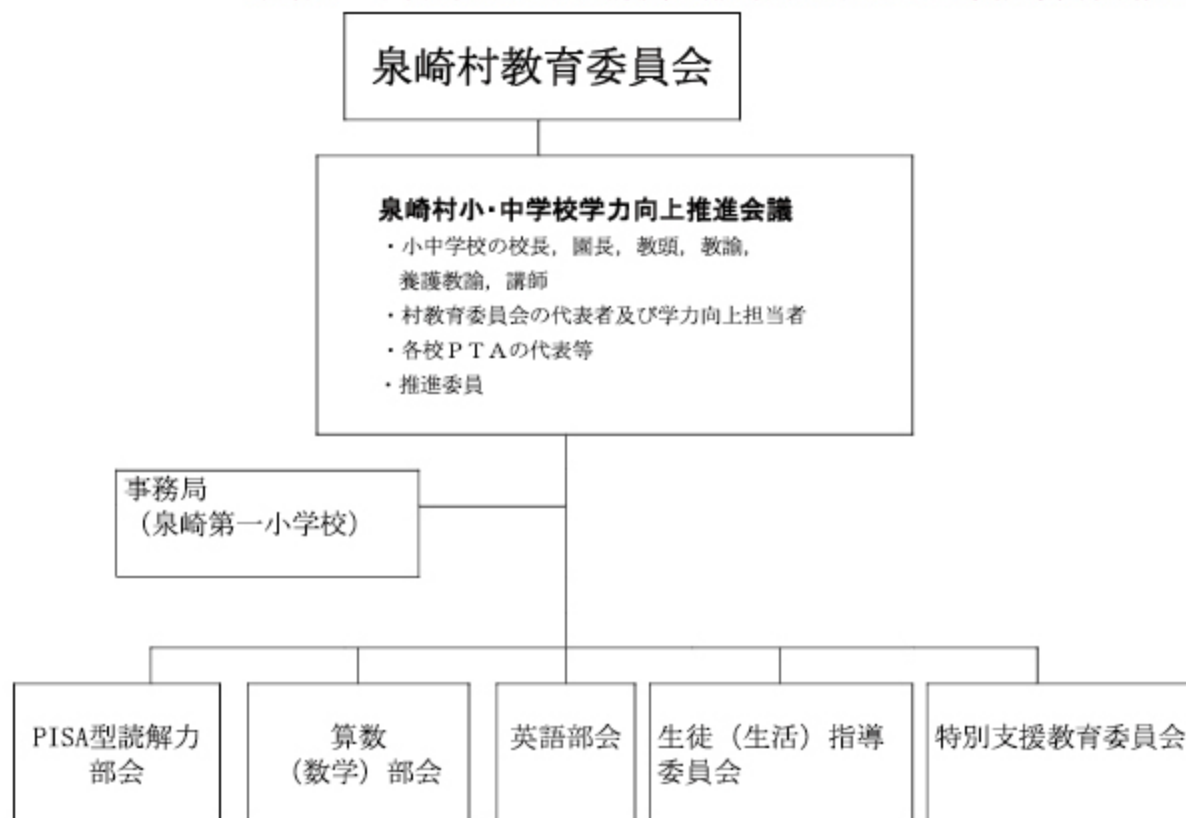 泉崎村教育委員会
泉崎村小・中学校学力向上推進会議
・小中学校の校長，園長，教頭，教諭，
養護教諭，講師
・村教育委員会の代表者及び学力向上担当者
・各校ＰＴＡの代表等
・推進委員
事務局
（泉崎第一小学校）
PISA型読解力
部会
算数
（数学）部会
英語部会
生徒（生活）指導
委員会
特別支援教育委員会